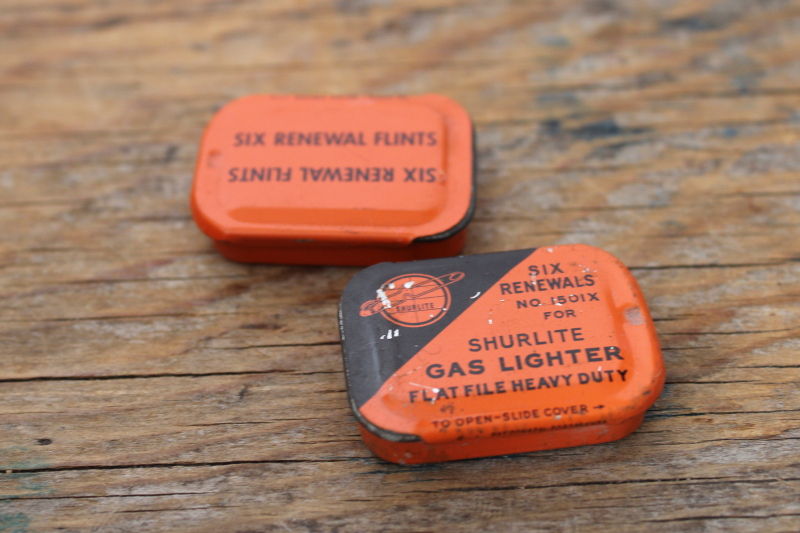 SIX RENEWAL FLINTS
SIX RENEWAL FLINTS
SHURLITE
SIX
RENEWALS
NO. 1501X
FOR
SHURLITE
GAS LIGHTER
FLAT FILE HEAVY DUTY
TO OPEN-SLIDE COVER →